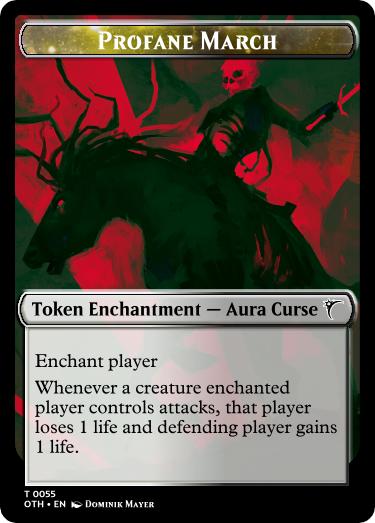 Profane March
Token Enchantment — Aura Curse
Enchant player
Whenever a creature enchanted
player controls attacks, that player
loses 1 life and defending player gains
1 life.
T 0055
OTH • EN Dominik Mayer